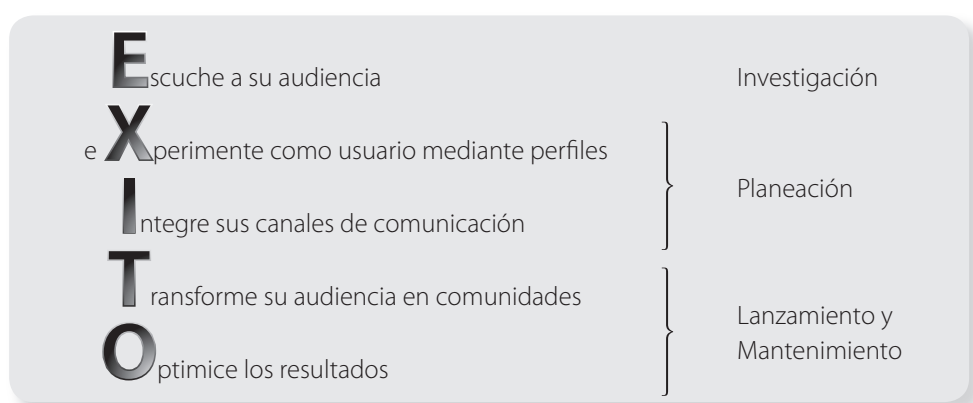 Escuche a su audiencia Investigación
eXperimente como usuario mediante perfiles
Planeación
Integre sus canales de comunicación
Transforme su audiencia en comunidades
Lanzamiento y
Mantenimiento
Optimice los resultados